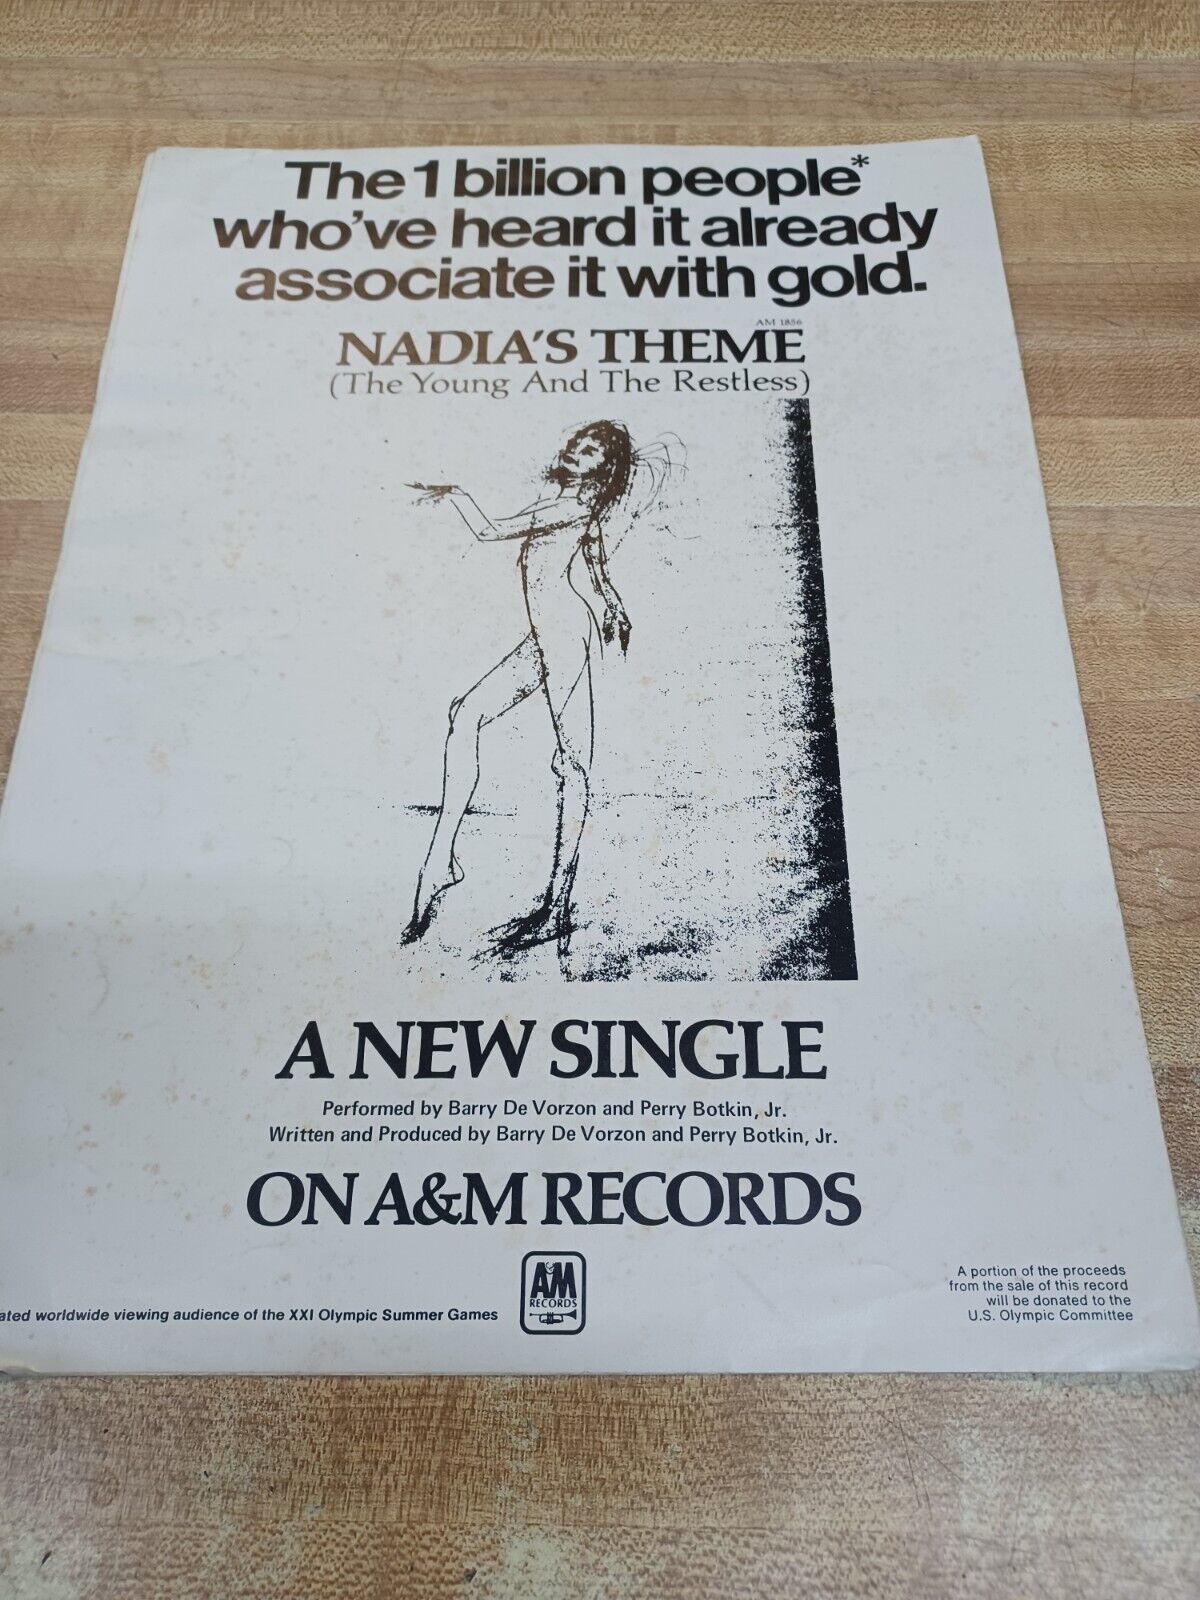 The 1 billion people*
who've heard it already
associate it with gold.
AM 1856
NADIA'S THEME
(The Young And The Restless)
A NEW SINGLE
Performed by Barry De Vorzon and Perry Botkin, Jr.
Written and Produced by Barry De Vorzon and Perry Botkin, Jr.
ON A&M RECORDS
A&M
RECORDS
worldwide viewing audience of the XXI Olympic Summer Games
A portion of the proceeds
from the sale of this record
will be donated to the
U.S. Olympic Committee